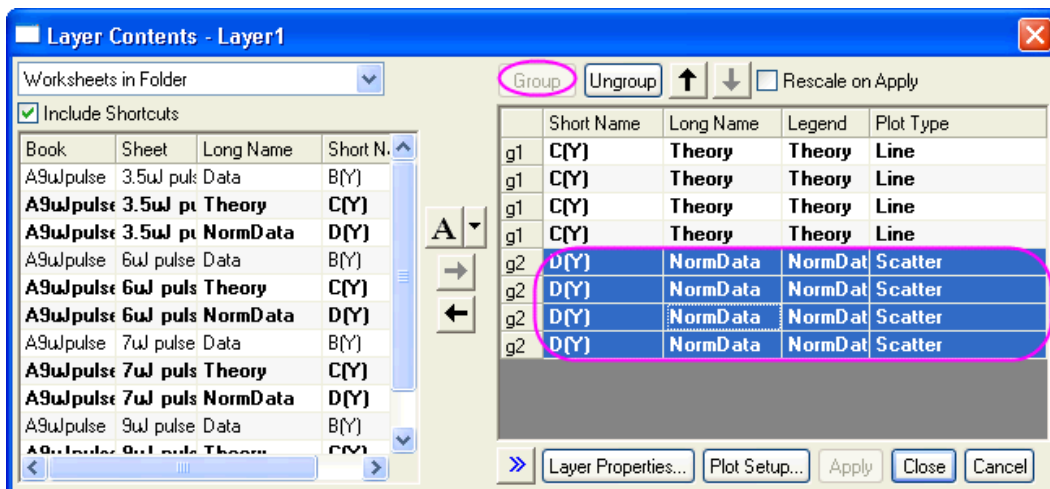 Layer Contents - Layer1
Worksheets in Folder
Include Shortcuts
Book Sheet Long Name Short N
A9uJpulse 3.5uJ puls Data B(Y)
A9uJpulse 3.5uJ pu Theory C(Y)
A9uJpulse 3.5uJ pu NormData D(Y)
A9uJpulse 6uJ pulse Data B(Y)
A9uJpulse 6uJ puls Theory C(Y)
A9uJpulse 6uJ puls NormData D(Y)
A9uJpulse 7uJ pulse Data B(Y)
A9uJpulse 7uJ puls Theory C(Y)
A9uJpulse 7uJ puls NormData D(Y)
A9uJpulse 9uJ pulse Data B(Y)
A9uJpulse 9uJ puls Theory C(Y)
A
Group Ungroup Rescale on Apply
Short Name Long Name Legend Plot Type
g1 C(Y) Theory Theory Line
g1 C(Y) Theory Theory Line
g1 C(Y) Theory Theory Line
g1 C(Y) Theory Theory Line
g2 D(Y) NormData NormDat Scatter
g2 D(Y) NormData NormDat Scatter
g2 D(Y) NormData NormDat Scatter
g2 D(Y) NormData NormDat Scatter
» Layer Properties... Plot Setup... Apply Close Cancel